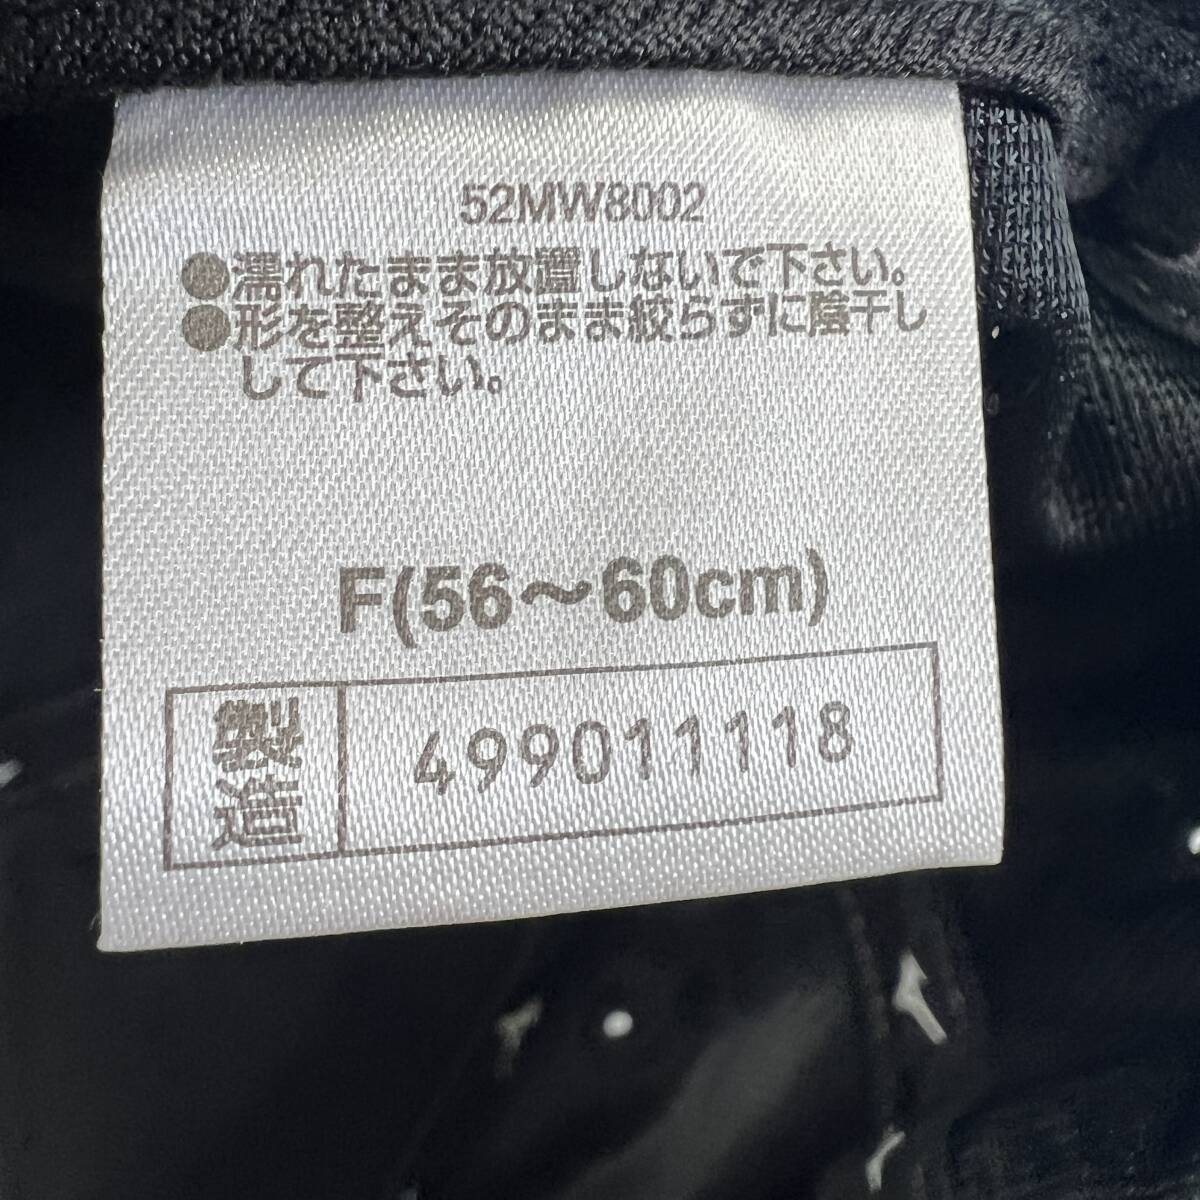 52MW8002
●濡れたまま放置しないで下さい。
●形を整えそのまま絞らずに陰干し
して下さい。
F(56～60cm)
製造 499011118